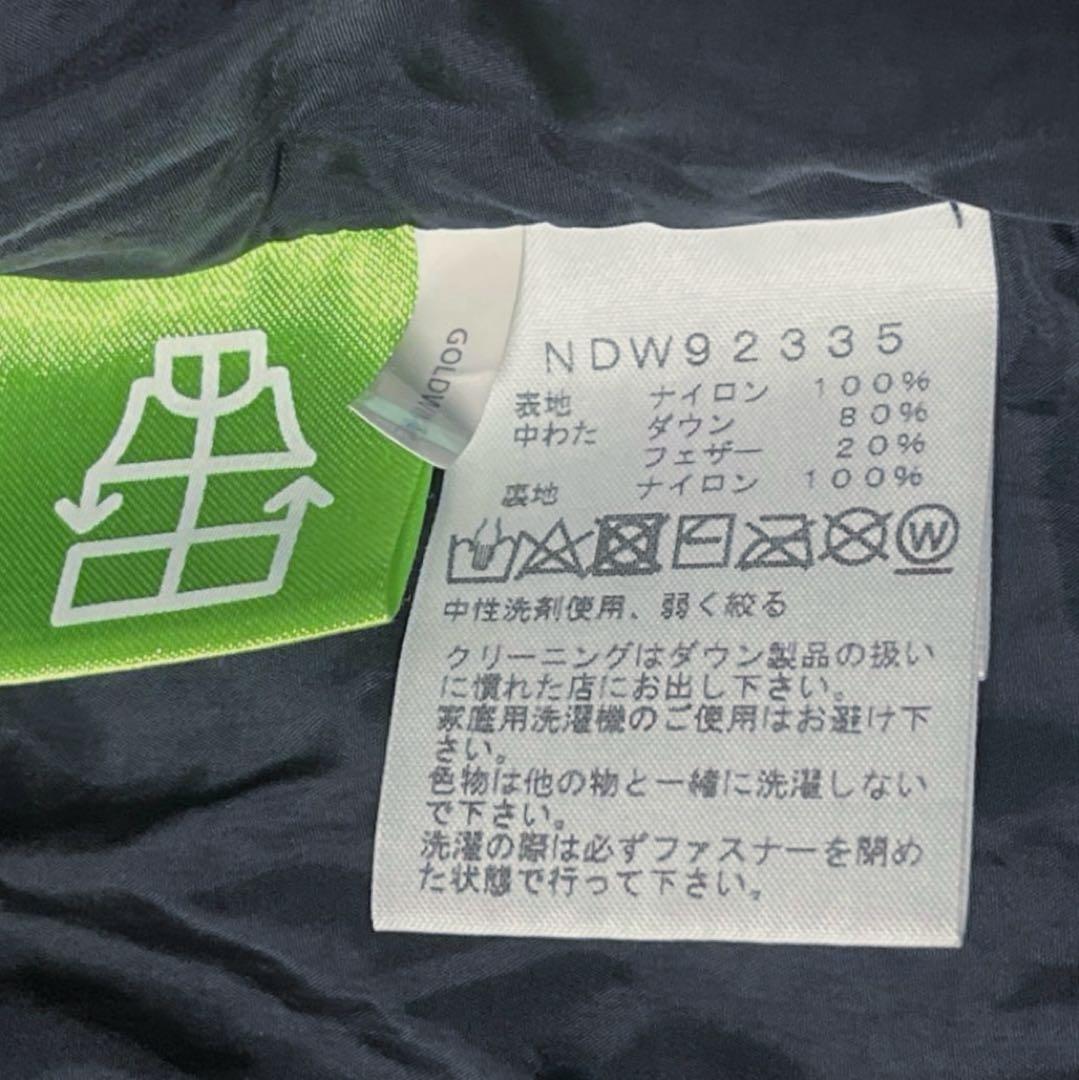 GOLDWIN
NDW92335
表地 ナイロン 100%
中わた ダウン 80%
フェザー 20%
裏地 ナイロン 100%
W
中性洗剤使用、弱く絞る
クリーニングはダウン製品の扱い
に慣れた店にお出し下さい。
家庭用洗濯機のご使用はお避け下
さい。
色物は他の物と一緒に洗濯しない
で下さい。
洗濯の際は必ずファスナーを閉め
た状態で行って下さい。